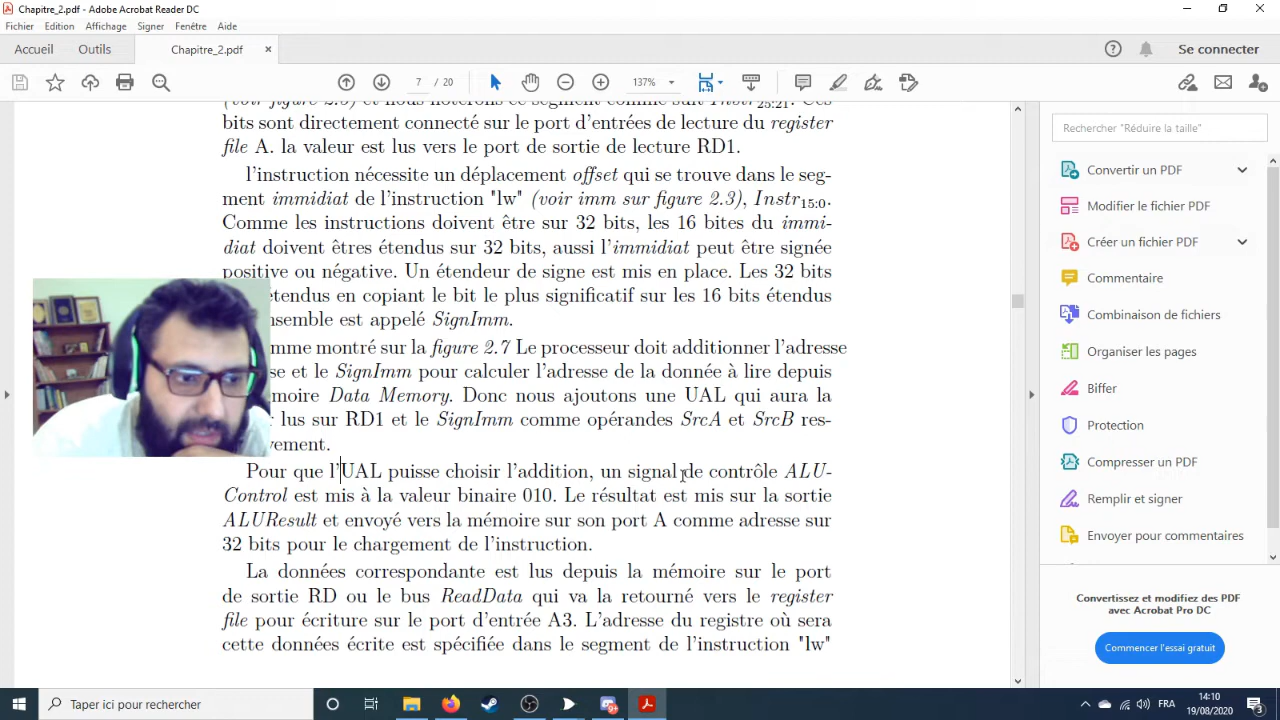 Chapitre_2.pdf - Adobe Acrobat Reader DC
Fichier Edition Affichage Signer Fenêtre Aide
Accueil Outils Chapitre_2.pdf × Se connecter
7 / 20 137%
(voir figure 2.3) et nous noterons ce segment comme suit Instr25:21. Ces
bits sont directement connecté sur le port d'entrées de lecture du register
file A. la valeur est lus vers le port de sortie de lecture RD1.
l'instruction nécessite un déplacement offset qui se trouve dans le seg-
ment immidiat de l'instruction "lw" (voir imm sur figure 2.3), Instr15:0.
Comme les instructions doivent être sur 32 bits, les 16 bites du immi-
diat doivent êtres étendus sur 32 bits, aussi l'immidiat peut être signée
positive ou négative. Un étendeur de signe est mis en place. Les 32 bits
étendus en copiant le bit le plus significatif sur les 16 bits étendus
nsemble est appelé SignImm.
mme montré sur la figure 2.7 Le processeur doit additionner l'adresse
se et le SignImm pour calculer l'adresse de la donnée à lire depuis
moire Data Memory. Donc nous ajoutons une UAL qui aura la
lus sur RD1 et le SignImm comme opérandes SrcA et SrcB res-
vement.
Pour que l'UAL puisse choisir l'addition, un signal de contrôle ALU-
Control est mis à la valeur binaire 010. Le résultat est mis sur la sortie
ALUResult et envoyé vers la mémoire sur son port A comme adresse sur
32 bits pour le chargement de l'instruction.
La données correspondante est lus depuis la mémoire sur le port
de sortie RD ou le bus ReadData qui va la retourné vers le register
file pour écriture sur le port d'entrée A3. L'adresse du registre où sera
cette données écrite est spécifiée dans le segment de l'instruction "lw"
Rechercher "Réduire la taille"
Convertir un PDF
Modifier le fichier PDF
Créer un fichier PDF
Commentaire
Combinaison de fichiers
Organiser les pages
Biffer
Protection
Compresser un PDF
Remplir et signer
Envoyer pour commentaires
Convertissez et modifiez des PDF
avec Acrobat Pro DC
Commencer l'essai gratuit
Taper ici pour rechercher
FRA
14:10
19/08/2020